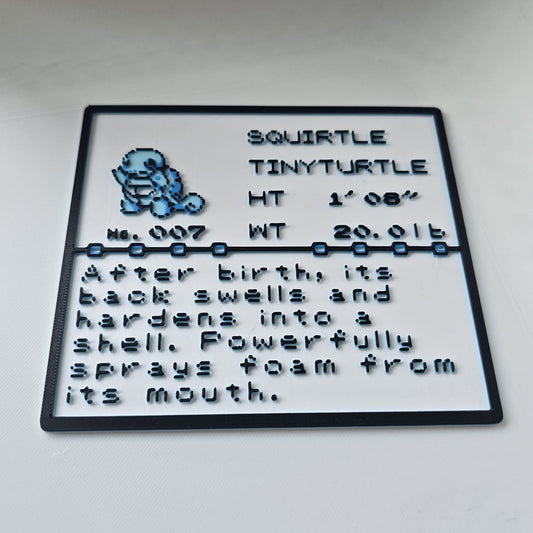 SQUIRTLE
TINYTURTLE
HT 1′08″
No.007 WT 20.0lb
After birth, its
back swells and
hardens into a
shell. Powerfully
sprays foam from
its mouth.